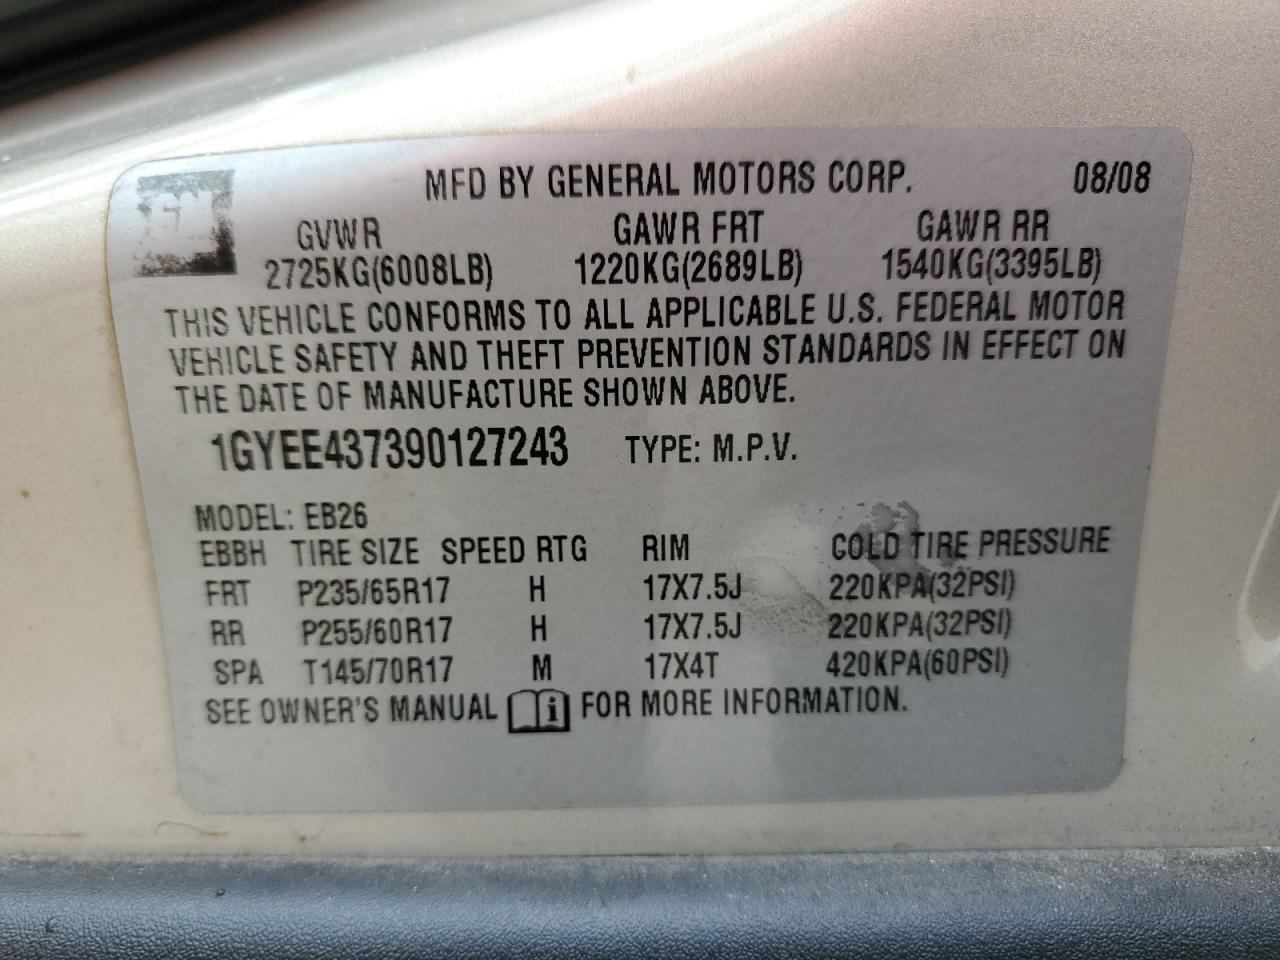 GM
MFD BY GENERAL MOTORS CORP. 08/08
GVWR GAWR FRT GAWR RR
2725KG(6008LB) 1220KG(2689LB) 1540KG(3395LB)
THIS VEHICLE CONFORMS TO ALL APPLICABLE U.S. FEDERAL MOTOR
VEHICLE SAFETY AND THEFT PREVENTION STANDARDS IN EFFECT ON
THE DATE OF MANUFACTURE SHOWN ABOVE.
1GYEE437390127243 TYPE: M.P.V.
MODEL: EB26
EBBH TIRE SIZE SPEED RTG RIM COLD TIRE PRESSURE
FRT P235/65R17 H 17X7.5J 220KPA(32PSI)
RR P255/60R17 H 17X7.5J 220KPA(32PSI)
SPA T145/70R17 M 17X4T 420KPA(60PSI)
SEE OWNER'S MANUAL i FOR MORE INFORMATION.